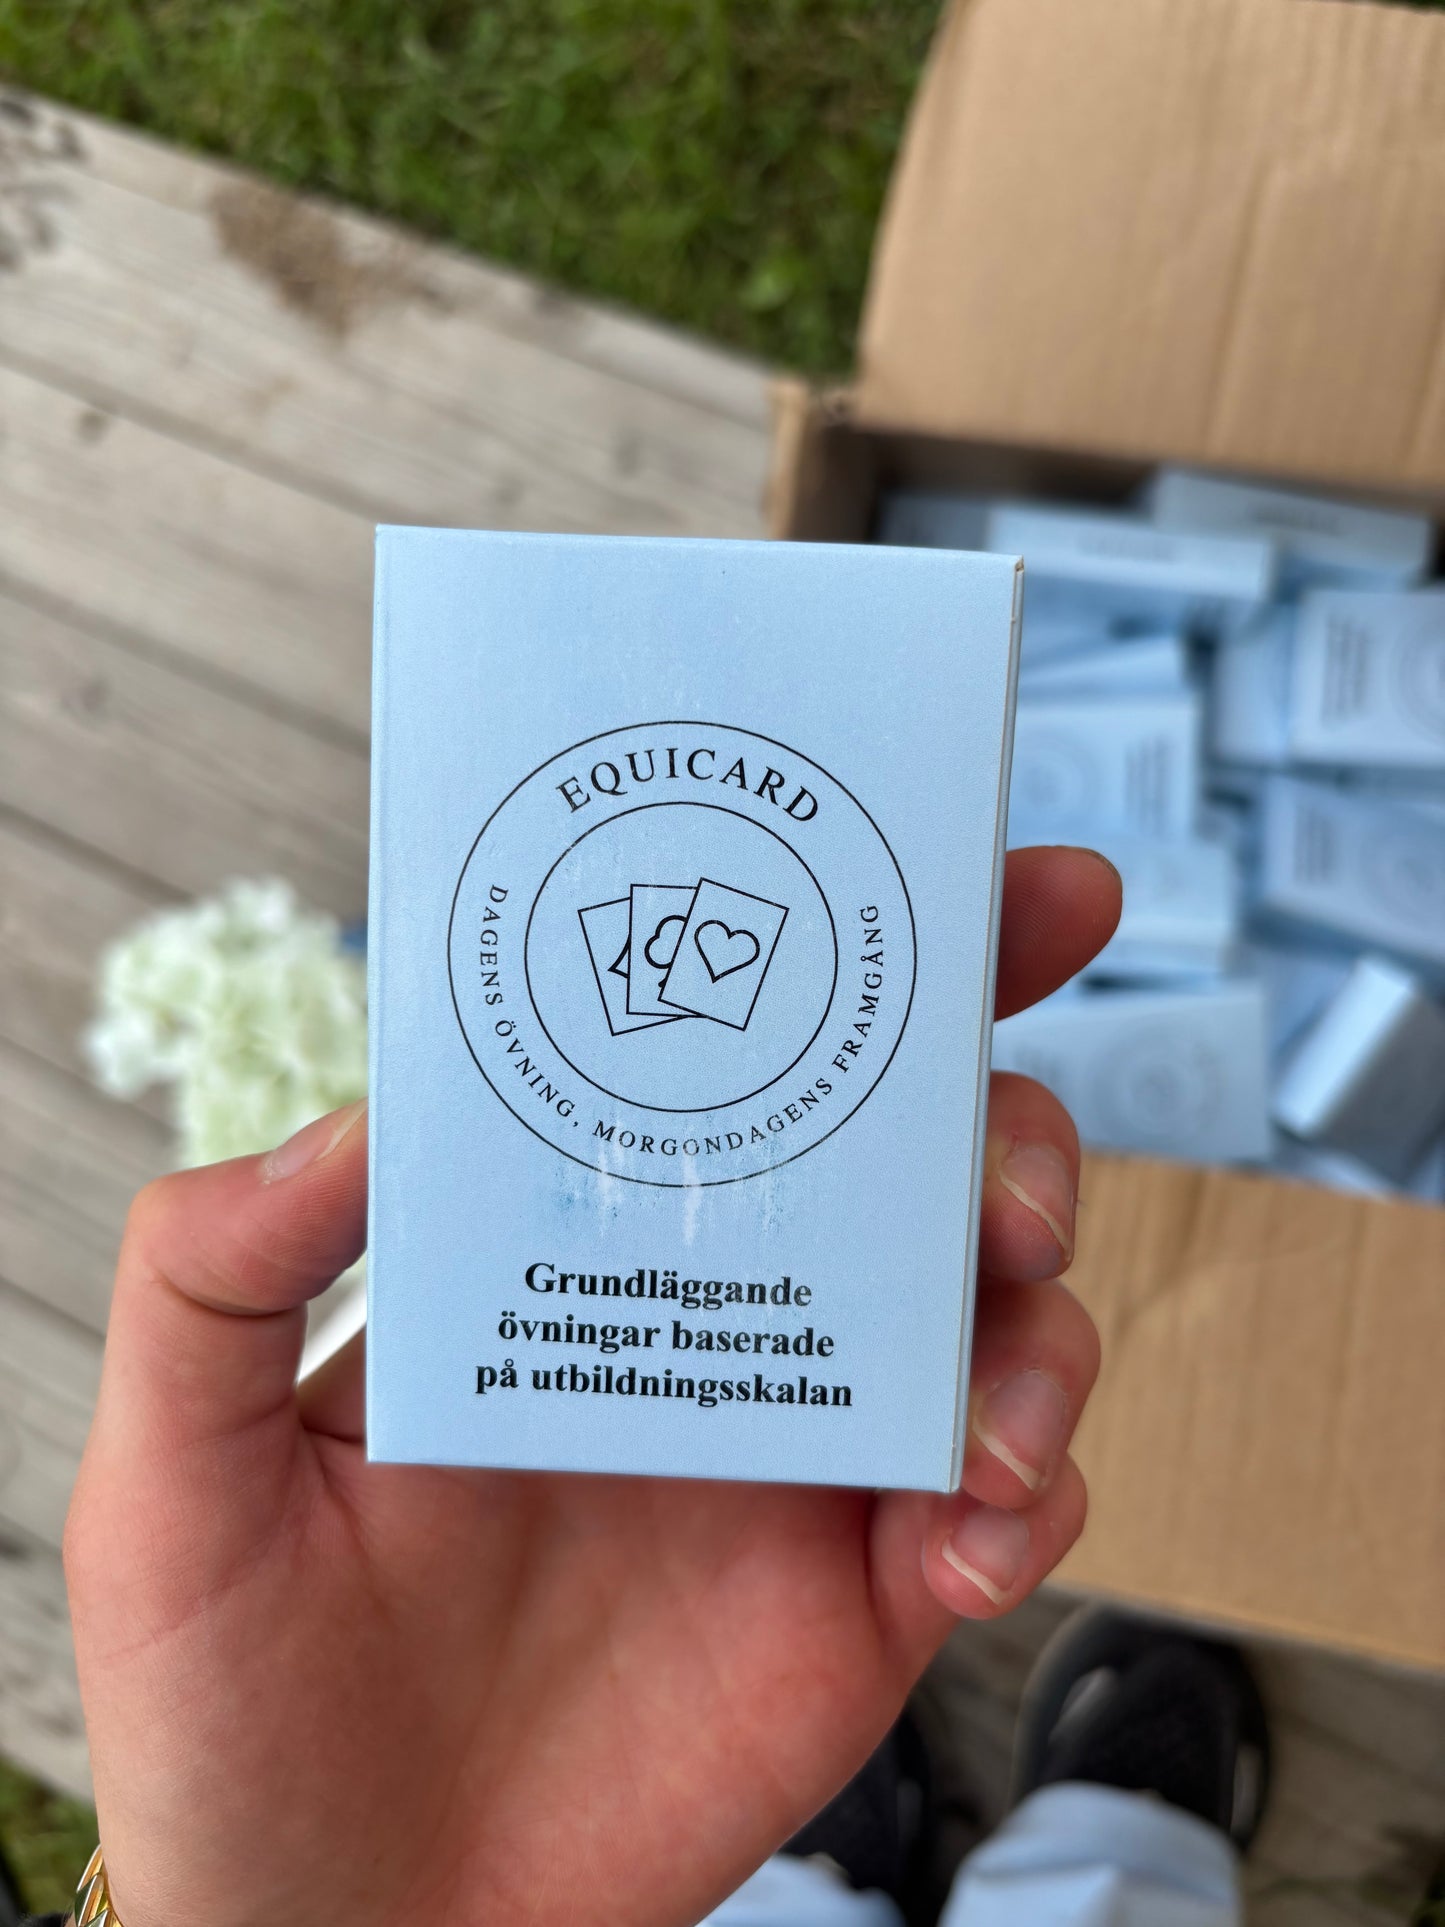 EQUICARD
DAGENS ÖVNING, MORGONDAGENS FRAMGÅNG
Grundläggande
övningar baserade
på utbildningsskalan